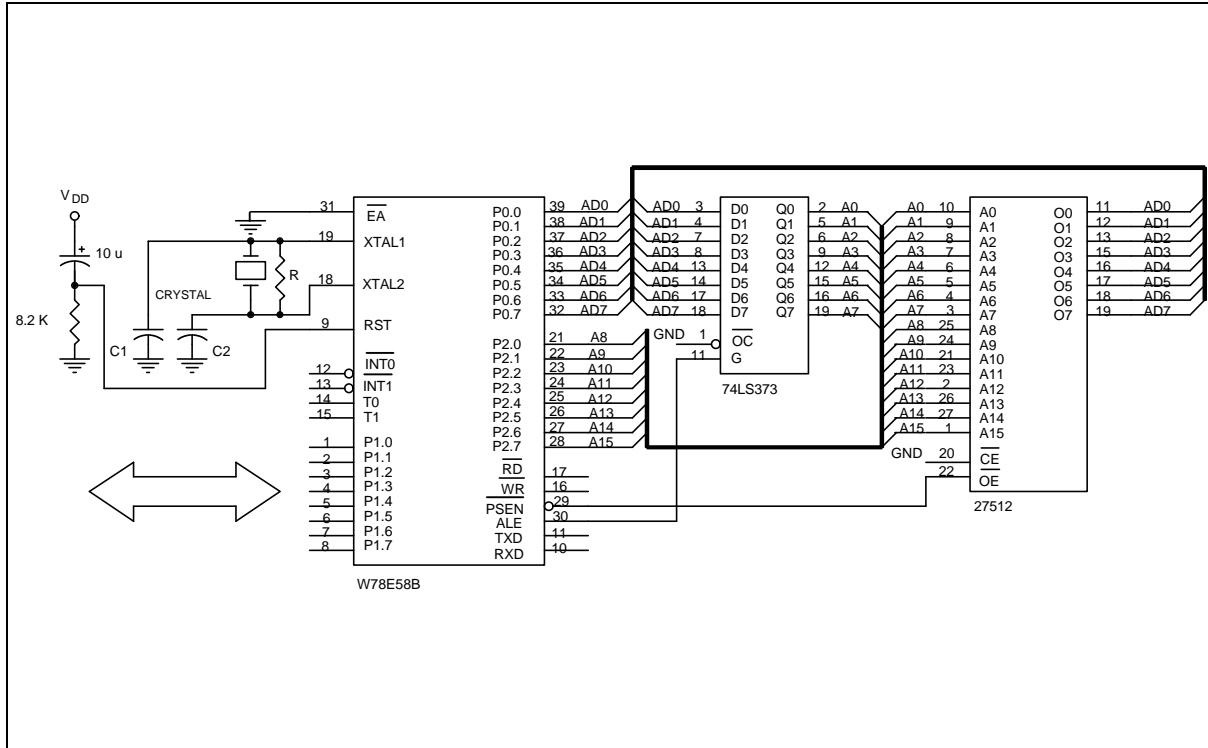 V DD
10 u
8.2 K
CRYSTAL
C1
C2
R
31
19
18
9
12
13
14
15
1
2
3
4
5
6
7
8
EA
XTAL1
XTAL2
RST
INT0
INT1
T0
T1
P1.0
P1.1
P1.2
P1.3
P1.4
P1.5
P1.6
P1.7
P0.0 39 AD0
P0.1 38 AD1
P0.2 37 AD2
P0.3 36 AD3
P0.4 35 AD4
P0.5 34 AD5
P0.6 33 AD6
P0.7 32 AD7
P2.0 21 A8
P2.1 22 A9
P2.2 23 A10
P2.3 24 A11
P2.4 25 A12
P2.5 26 A13
P2.6 27 A14
P2.7 28 A15
RD 17
WR 16
PSEN 29
ALE 30
TXD 11
RXD 10
W78E58B
AD0 3 D0 Q0 2 A0
AD1 4 D1 Q1 5 A1
AD2 7 D2 Q2 6 A2
AD3 8 D3 Q3 9 A3
AD4 13 D4 Q4 12 A4
AD5 14 D5 Q5 15 A5
AD6 17 D6 Q6 16 A6
AD7 18 D7 Q7 19 A7
GND 1 OC
11 G
74LS373
A0 10 A0
A1 9 A1
A2 8 A2
A3 7 A3
A4 6 A4
A5 5 A5
A6 4 A6
A7 3 A7
A8 25 A8
A9 24 A9
A10 21 A10
A11 23 A11
A12 2 A12
A13 26 A13
A14 27 A14
A15 1 A15
GND 20 CE
22 OE
O0 11 AD0
O1 12 AD1
O2 13 AD2
O3 15 AD3
O4 16 AD4
O5 17 AD5
O6 18 AD6
O7 19 AD7
27512